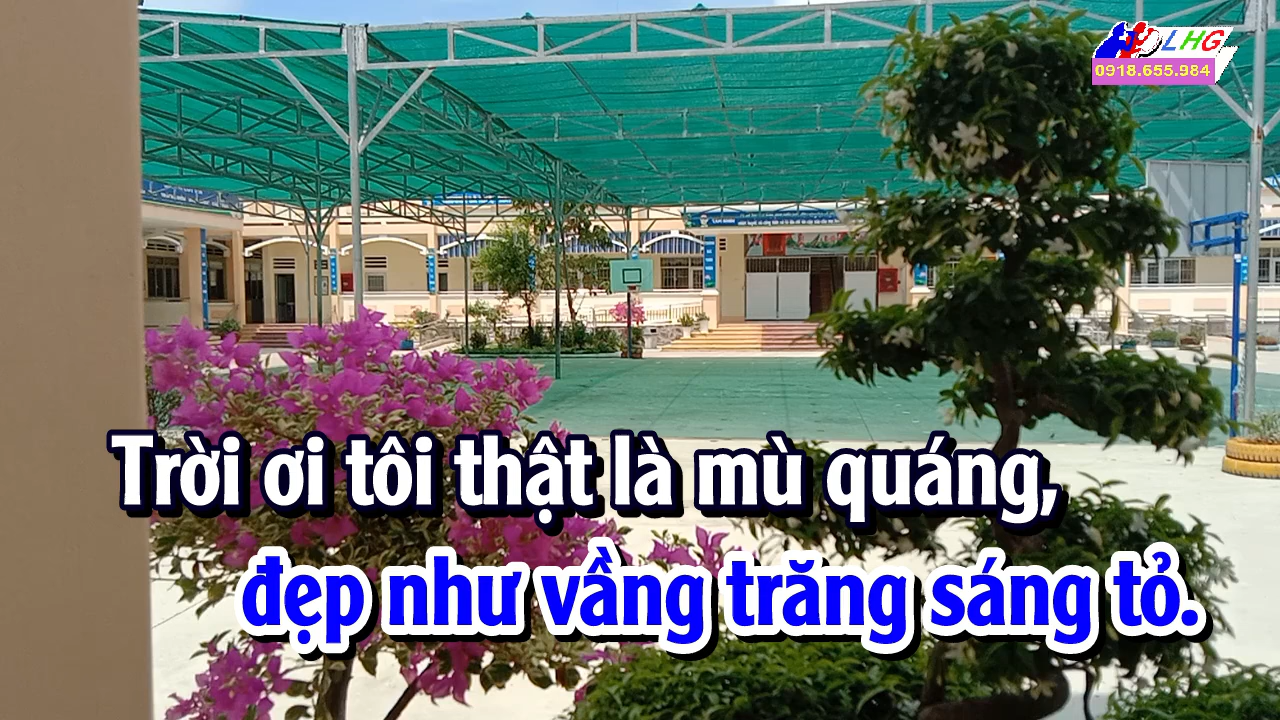 LHG
0918.655.984
Trời ơi tôi thật là mù quáng,
đẹp như vầng trăng sáng tỏ.